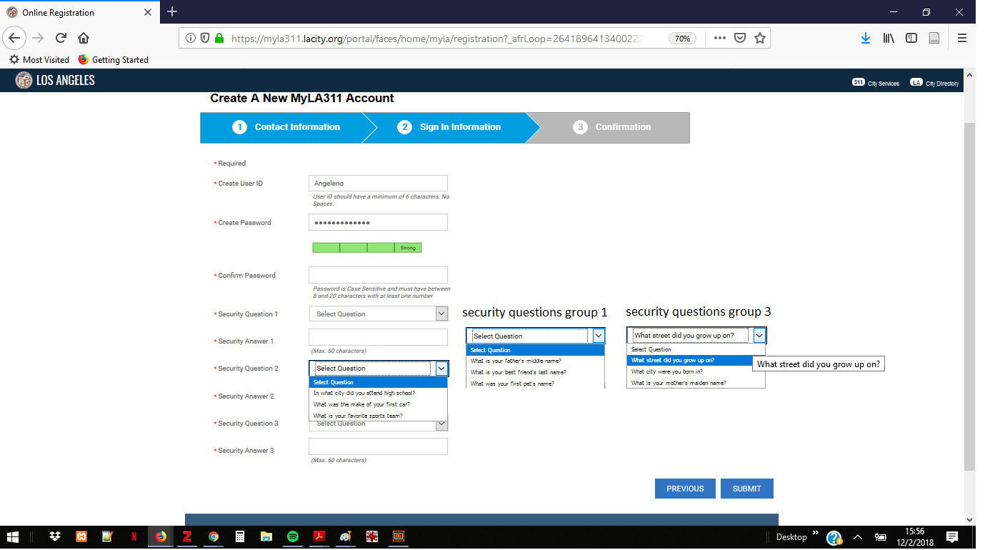 Online Registration
https://myla311.lacity.org/portal/faces/home/myla/registration?_afrLoop=2641896413400222
70%
Most Visited
Getting Started
LOS ANGELES
311 City Services
LA City Directory
Create A New MyLA311 Account
1 Contact Information
2 Sign In Information
3 Confirmation
* Required
* Create User ID
Angeleno
User ID should have a minimum of 6 characters. No
Spaces.
* Create Password
•••••••••••••
Strong
* Confirm Password
Password is Case Sensitive and must have between
8 and 20 characters with at least one number
* Security Question 1
Select Question
* Security Answer 1
(Max. 50 characters)
* Security Question 2
Select Question
Select Question
In what city did you attend high school?
What was the make of your first car?
What is your favorite sports team?
* Security Answer 2
* Security Question 3
Select Question
* Security Answer 3
(Max. 50 characters)
security questions group 1
Select Question
Select Question
What is your father's middle name?
What is your best friend's last name?
What was your first pet's name?
security questions group 3
What street did you grow up on?
Select Question
What street did you grow up on?
What city were you born in?
What is your mother's maiden name?
What street did you grow up on?
PREVIOUS
SUBMIT
Desktop
15:56
12/2/2018